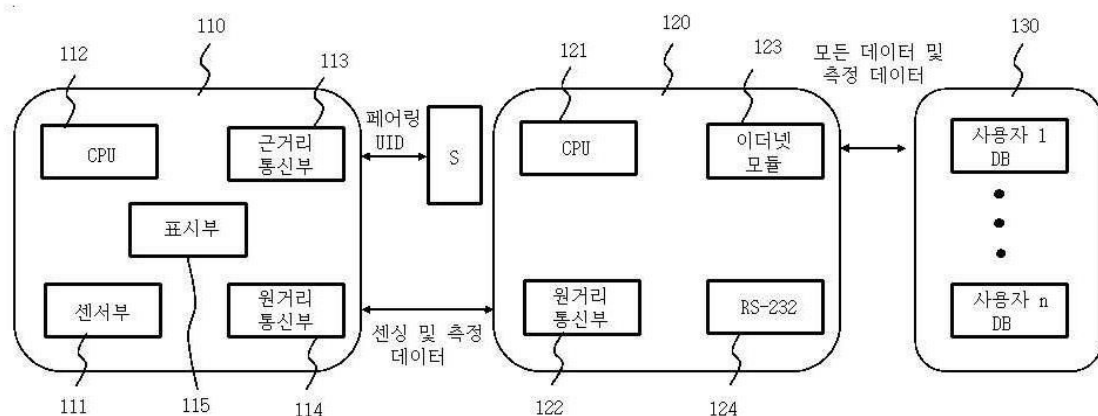 110
120
130
112
113
121
123
모든 데이터 및
측정 데이터
CPU
근거리
통신부
페어링
UID
S
CPU
이더넷
모듈
사용자 1
DB
표시부
센서부
원거리
통신부
센싱 및 측정
데이터
원거리
통신부
RS-232
사용자 n
DB
111
115
114
122
124